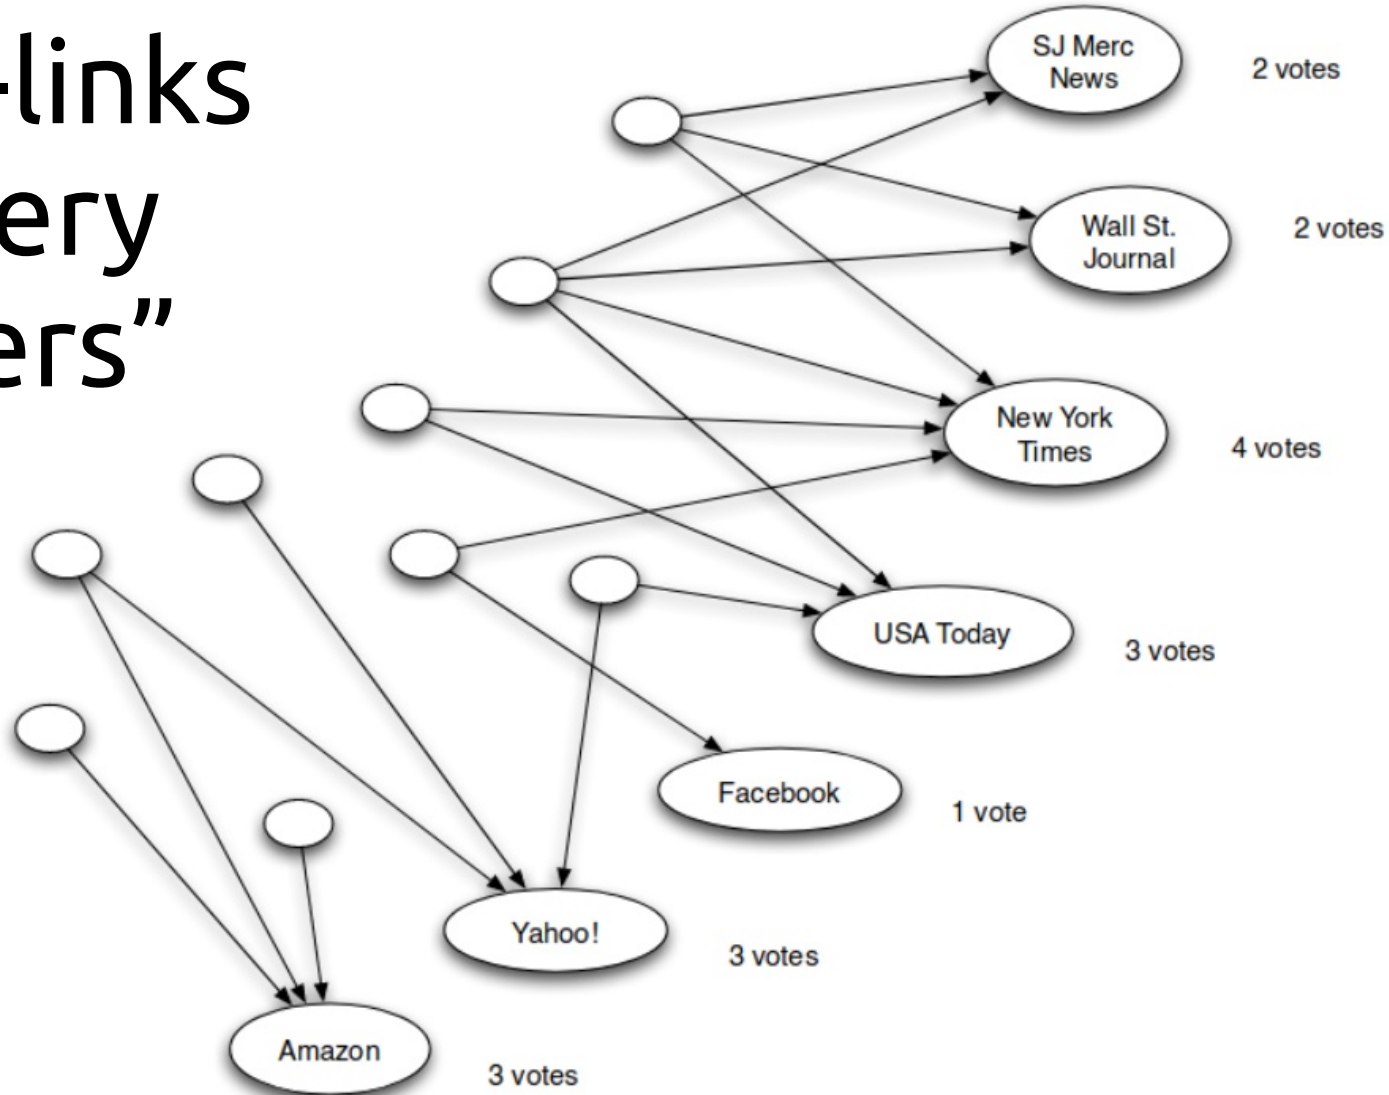 -links
ery
ers”
SJ Merc
News
2 votes
Wall St.
Journal
2 votes
New York
Times
4 votes
USA Today
3 votes
Facebook
1 vote
Yahoo!
3 votes
Amazon
3 votes